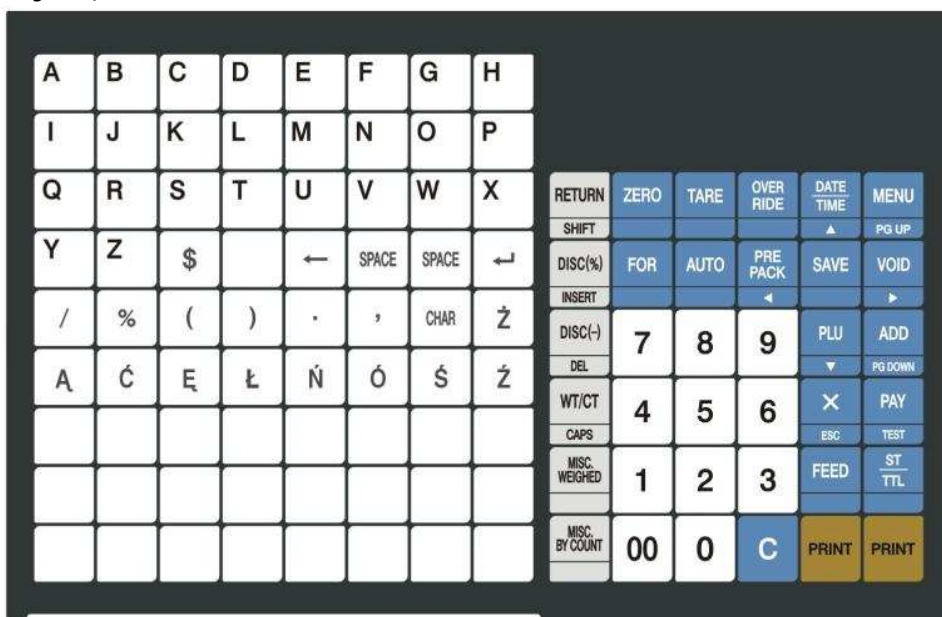 A B C D E F G H
I J K L M N O P
Q R S T U V W X
Y Z $ ← SPACE SPACE ↵
/ % ( ) . , CHAR Ż
Ą Ć Ę Ł Ń Ó Ś Ź
RETURN ZERO TARE OVER RIDE DATE TIME MENU
SHIFT ▲ PG UP
DISC(%) FOR AUTO PRE PACK SAVE VOID
INSERT ◄ ►
DISC(-) 7 8 9 PLU ADD
DEL ▼ PG DOWN
WT/CT 4 5 6 × PAY
CAPS ESC TEST
MISC. WEIGHED 1 2 3 FEED ST TTL
MISC. BY COUNT 00 0 C PRINT PRINT